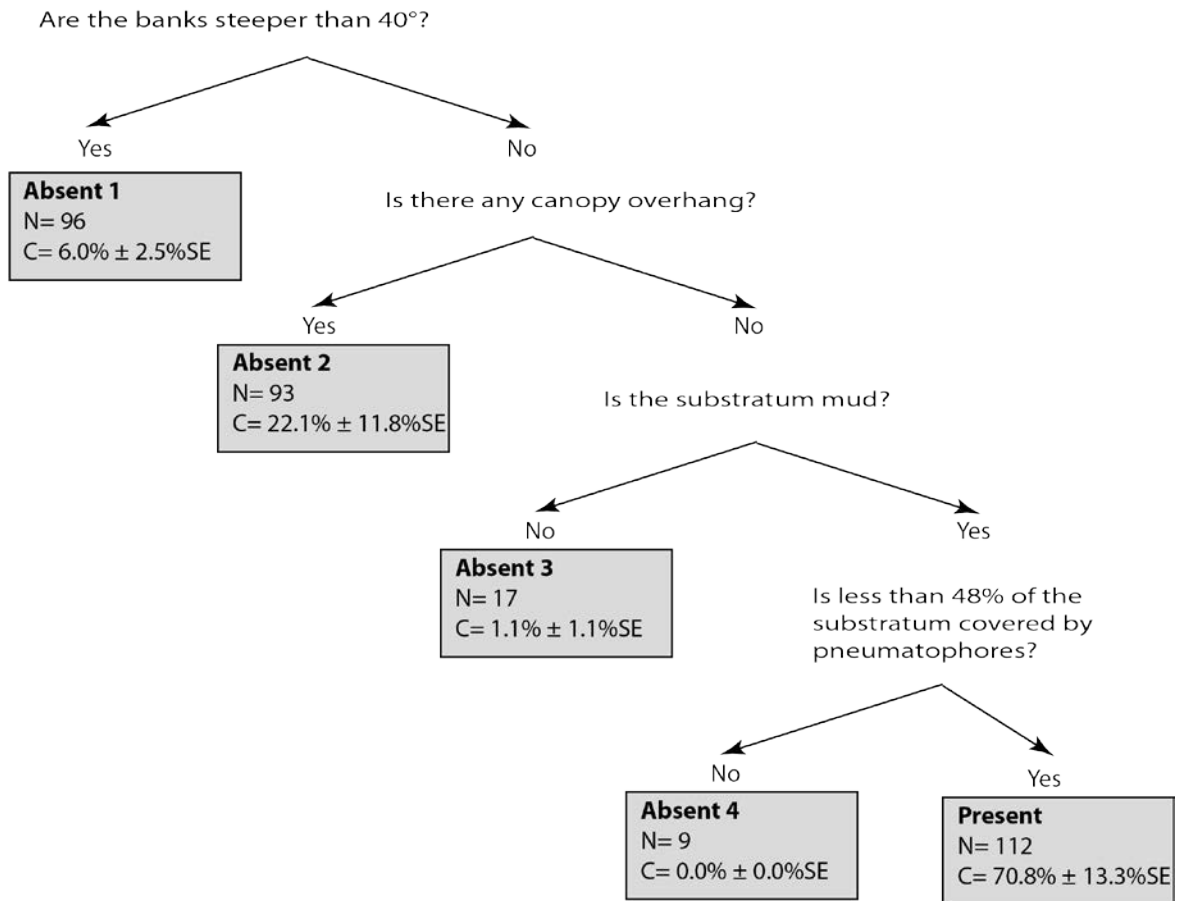 Are the banks steeper than 40°?
Yes
No
Absent 1
N= 96
C= 6.0% ± 2.5%SE
Is there any canopy overhang?
Yes
No
Absent 2
N= 93
C= 22.1% ± 11.8%SE
Is the substratum mud?
No
Yes
Absent 3
N= 17
C= 1.1% ± 1.1%SE
Is less than 48% of the
substratum covered by
pneumatophores?
No
Yes
Absent 4
N= 9
C= 0.0% ± 0.0%SE
Present
N= 112
C= 70.8% ± 13.3%SE